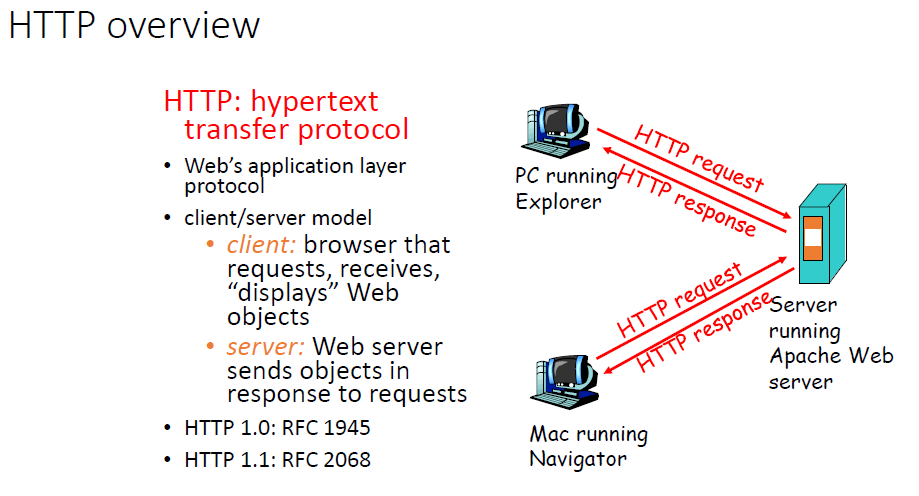 HTTP overview
HTTP: hypertext
transfer protocol
• Web's application layer
protocol
• client/server model
• client: browser that
requests, receives,
“displays” Web
objects
• server: Web server
sends objects in
response to requests
• HTTP 1.0: RFC 1945
• HTTP 1.1: RFC 2068
PC running
Explorer
HTTP request
HTTP response
Server
running
Apache Web
server
HTTP request
HTTP response
Mac running
Navigator